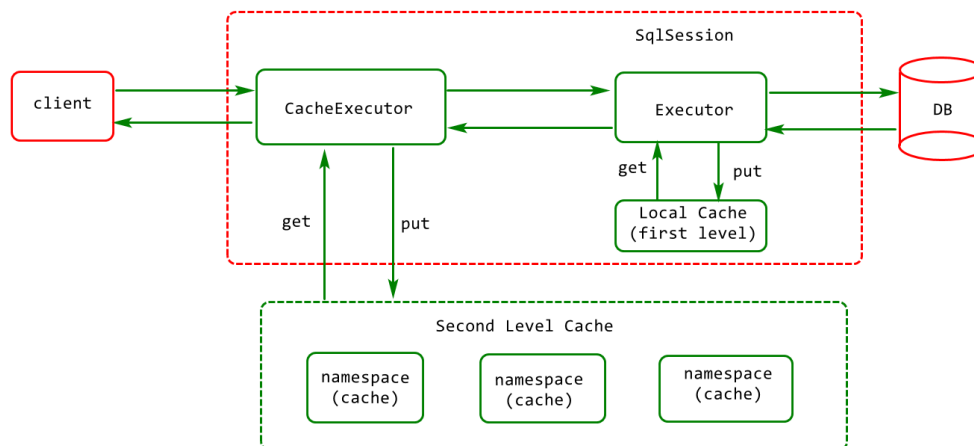 SqlSession
client
CacheExecutor
Executor
DB
get
put
Local Cache
(first level)
get
put
Second Level Cache
namespace
(cache)
namespace
(cache)
namespace
(cache)